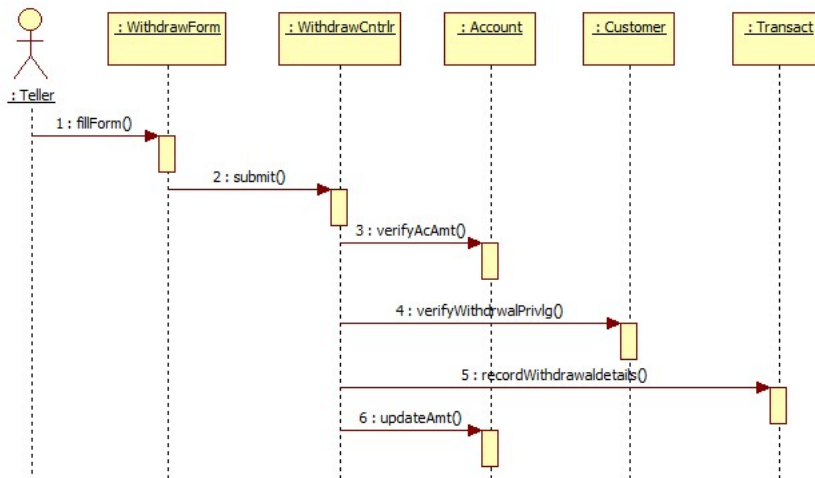 : WithdrawForm
: WithdrawCntrlr
: Account
: Customer
: Transact
: Teller
1 : fillForm()
2 : submit()
3 : verifyAcAmt()
4 : verifyWithdrwalPrivlg()
5 : recordWithdrawaldetails()
6 : updateAmt()